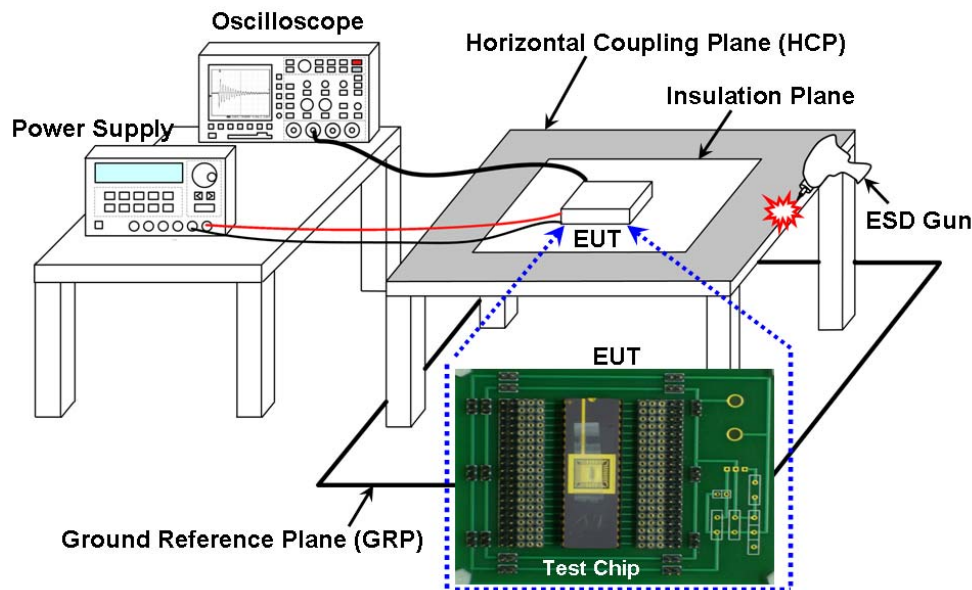 Oscilloscope
Horizontal Coupling Plane (HCP)
Insulation Plane
Power Supply
ESD Gun
EUT
EUT
Ground Reference Plane (GRP)
Test Chip